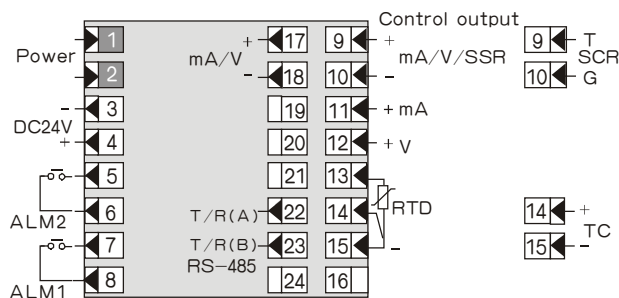 Control output
1 + 17 9 + 9 T
Power mA/V mA/V/SSR SCR
2 - 18 10 - 10 G
- 3 19 11 + mA
DC24V
+ 4 20 12 + V
5 21 13
6 T/R(A) 22 14 RTD 14 +
ALM2 TC
7 T/R(B) 23 15 - 15 -
RS-485
8 24 16
ALM1